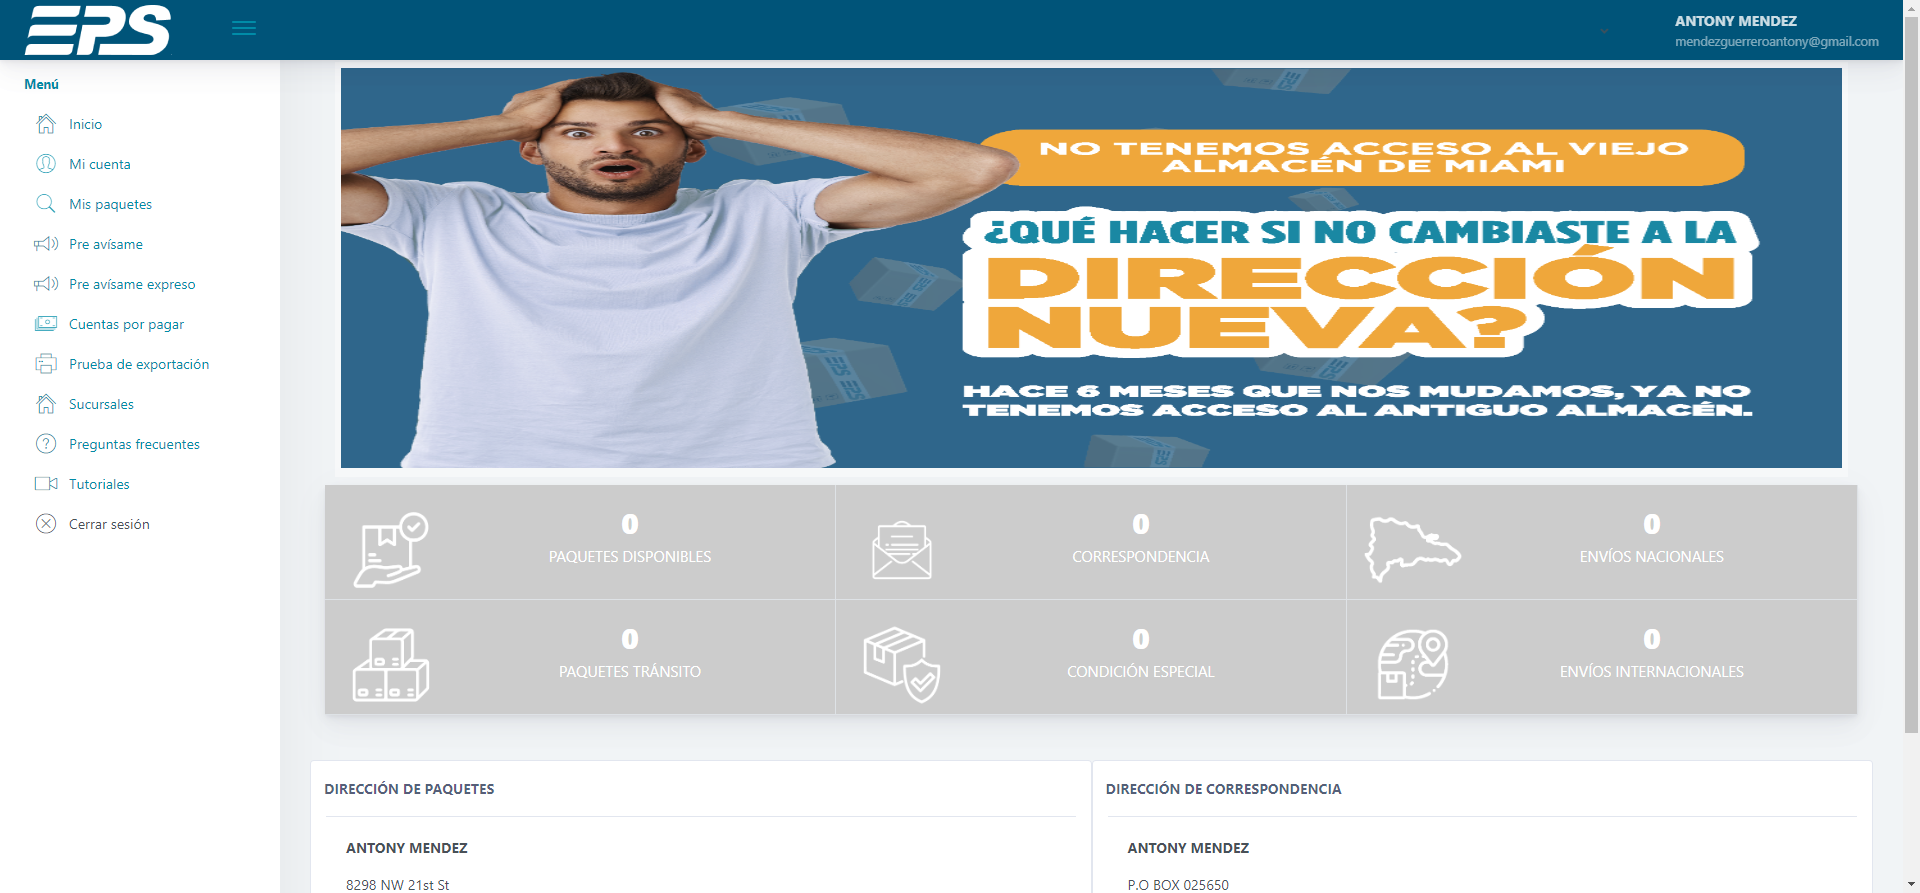 EPS
ANTONY MENDEZ
mendezguerreroantony@gmail.com
Menú
Inicio
Mi cuenta
Mis paquetes
Pre avísame
Pre avísame expreso
Cuentas por pagar
Prueba de exportación
Sucursales
Preguntas frecuentes
Tutoriales
Cerrar sesión
NO TENEMOS ACCESO AL VIEJO
ALMACÉN DE MIAMI
¿QUÉ HACER SI NO CAMBIASTE A LA
DIRECCIÓN
NUEVA?
HACE 6 MESES QUE NOS MUDAMOS, YA NO
TENEMOS ACCESO AL ANTIGUO ALMACÉN.
0
PAQUETES DISPONIBLES
0
CORRESPONDENCIA
0
ENVÍOS NACIONALES
0
PAQUETES TRÁNSITO
0
CONDICIÓN ESPECIAL
0
ENVÍOS INTERNACIONALES
DIRECCIÓN DE PAQUETES
ANTONY MENDEZ
8298 NW 21st St
DIRECCIÓN DE CORRESPONDENCIA
ANTONY MENDEZ
P.O BOX 025650